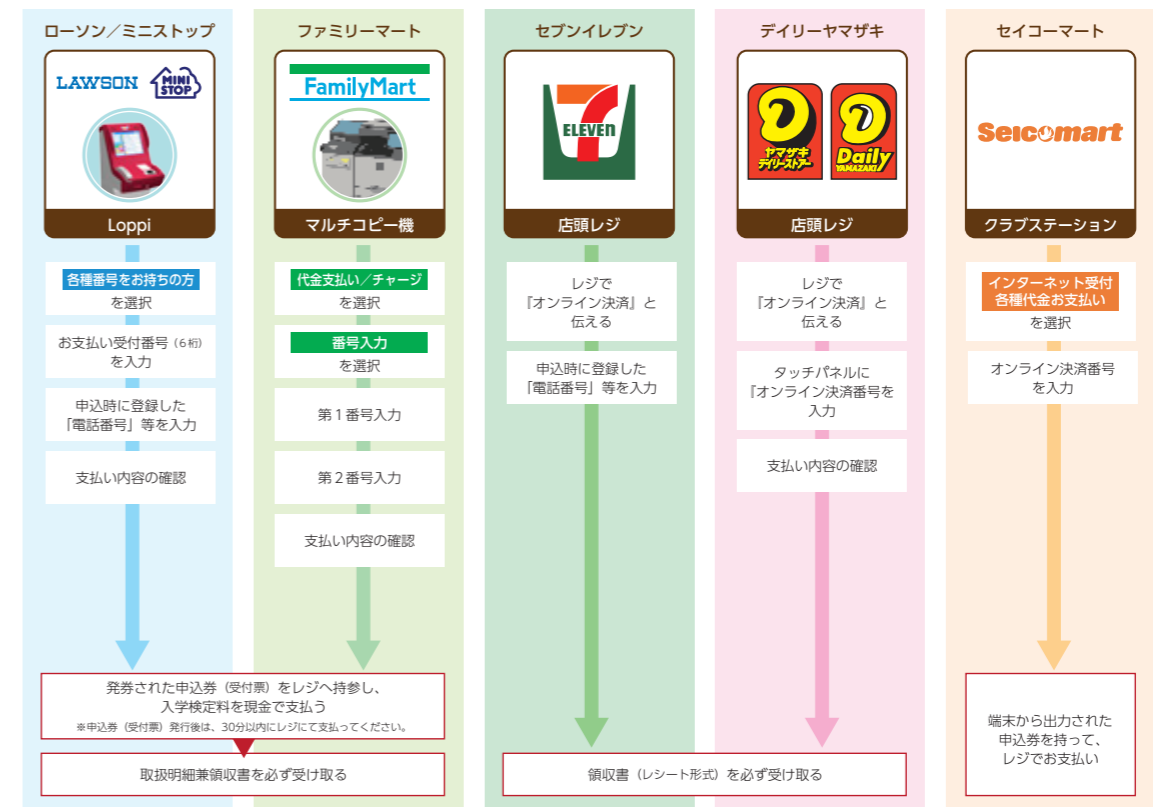 ローソン／ミニストップ
LAWSON
MINI
STOP
Loppi
各種番号をお持ちの方
を選択
お支払い受付番号（6桁）
を入力
申込時に登録した
「電話番号」等を入力
支払い内容の確認
ファミリーマート
FamilyMart
マルチコピー機
代金支払い／チャージ
を選択
番号入力
を選択
第1番号入力
第2番号入力
支払い内容の確認
発券された申込券（受付票）をレジへ持参し、
入学検定料を現金で支払う
※申込券（受付票）発行後は、30分以内にレジにて支払ってください。
取扱明細兼領収書を必ず受け取る
セブンイレブン
7
ELEVEn
店頭レジ
レジで
『オンライン決済』と
伝える
申込時に登録した
「電話番号」等を入力
デイリーヤマザキ
ヤマザキ
デイリーストアー
Daily
YAMAZAKI
店頭レジ
レジで
『オンライン決済』と
伝える
タッチパネルに
『オンライン決済番号を
入力
支払い内容の確認
領収書（レシート形式）を必ず受け取る
セイコーマート
Seicomart
クラブステーション
インターネット受付
各種代金お支払い
を選択
オンライン決済番号
を入力
端末から出力された
申込券を持って、
レジでお支払い